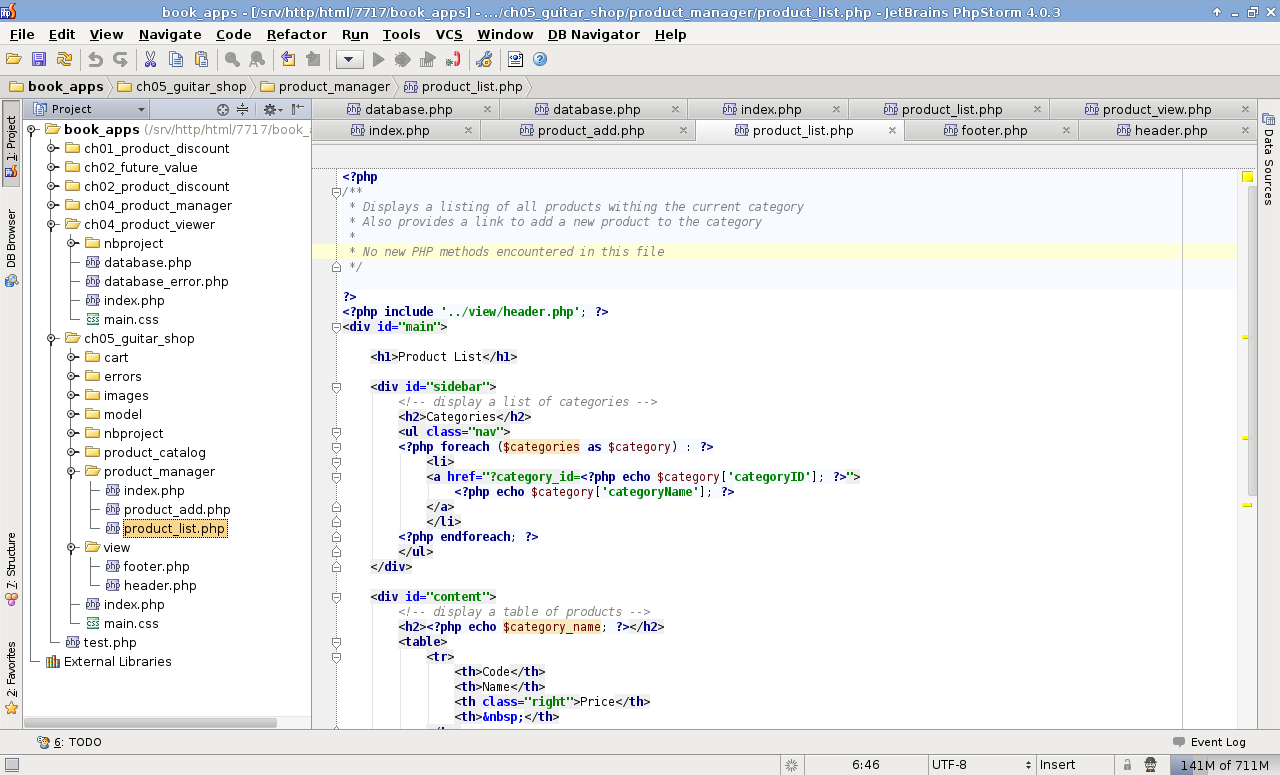 book_apps - [/srv/http/html/7717/book_apps] - .../ch05_guitar_shop/product_manager/product_list.php - JetBrains PhpStorm 4.0.3
File Edit View Navigate Code Refactor Run Tools VCS Window DB Navigator Help
book_apps ch05_guitar_shop product_manager product_list.php
1: Project
DB Browser
7: Structure
2: Favorites
Project
book_apps (/srv/http/html/7717/book_
ch01_product_discount
ch02_future_value
ch02_product_discount
ch04_product_manager
ch04_product_viewer
nbproject
database.php
database_error.php
index.php
main.css
ch05_guitar_shop
cart
errors
images
model
nbproject
product_catalog
product_manager
index.php
product_add.php
product_list.php
view
footer.php
header.php
index.php
main.css
test.php
External Libraries
database.php database.php index.php product_list.php product_view.php
index.php product_add.php product_list.php footer.php header.php
<?php
/**
* Displays a listing of all products withing the current category
* Also provides a link to add a new product to the category
*
* No new PHP methods encountered in this file
*/
?>
<?php include '../view/header.php'; ?>
<div id="main">
<h1>Product List</h1>
<div id="sidebar">
<!-- display a list of categories -->
<h2>Categories</h2>
<ul class="nav">
<?php foreach ($categories as $category) : ?>
<li>
<a href="?category_id=<?php echo $category['categoryID']; ?>">
<?php echo $category['categoryName']; ?>
</a>
</li>
<?php endforeach; ?>
</ul>
</div>
<div id="content">
<!-- display a table of products -->
<h2><?php echo $category_name; ?></h2>
<table>
<tr>
<th>Code</th>
<th>Name</th>
<th class="right">Price</th>
<th>&nbsp;</th>
Data Sources
6: TODO
Event Log
6:46 UTF-8 Insert 141M of 711M